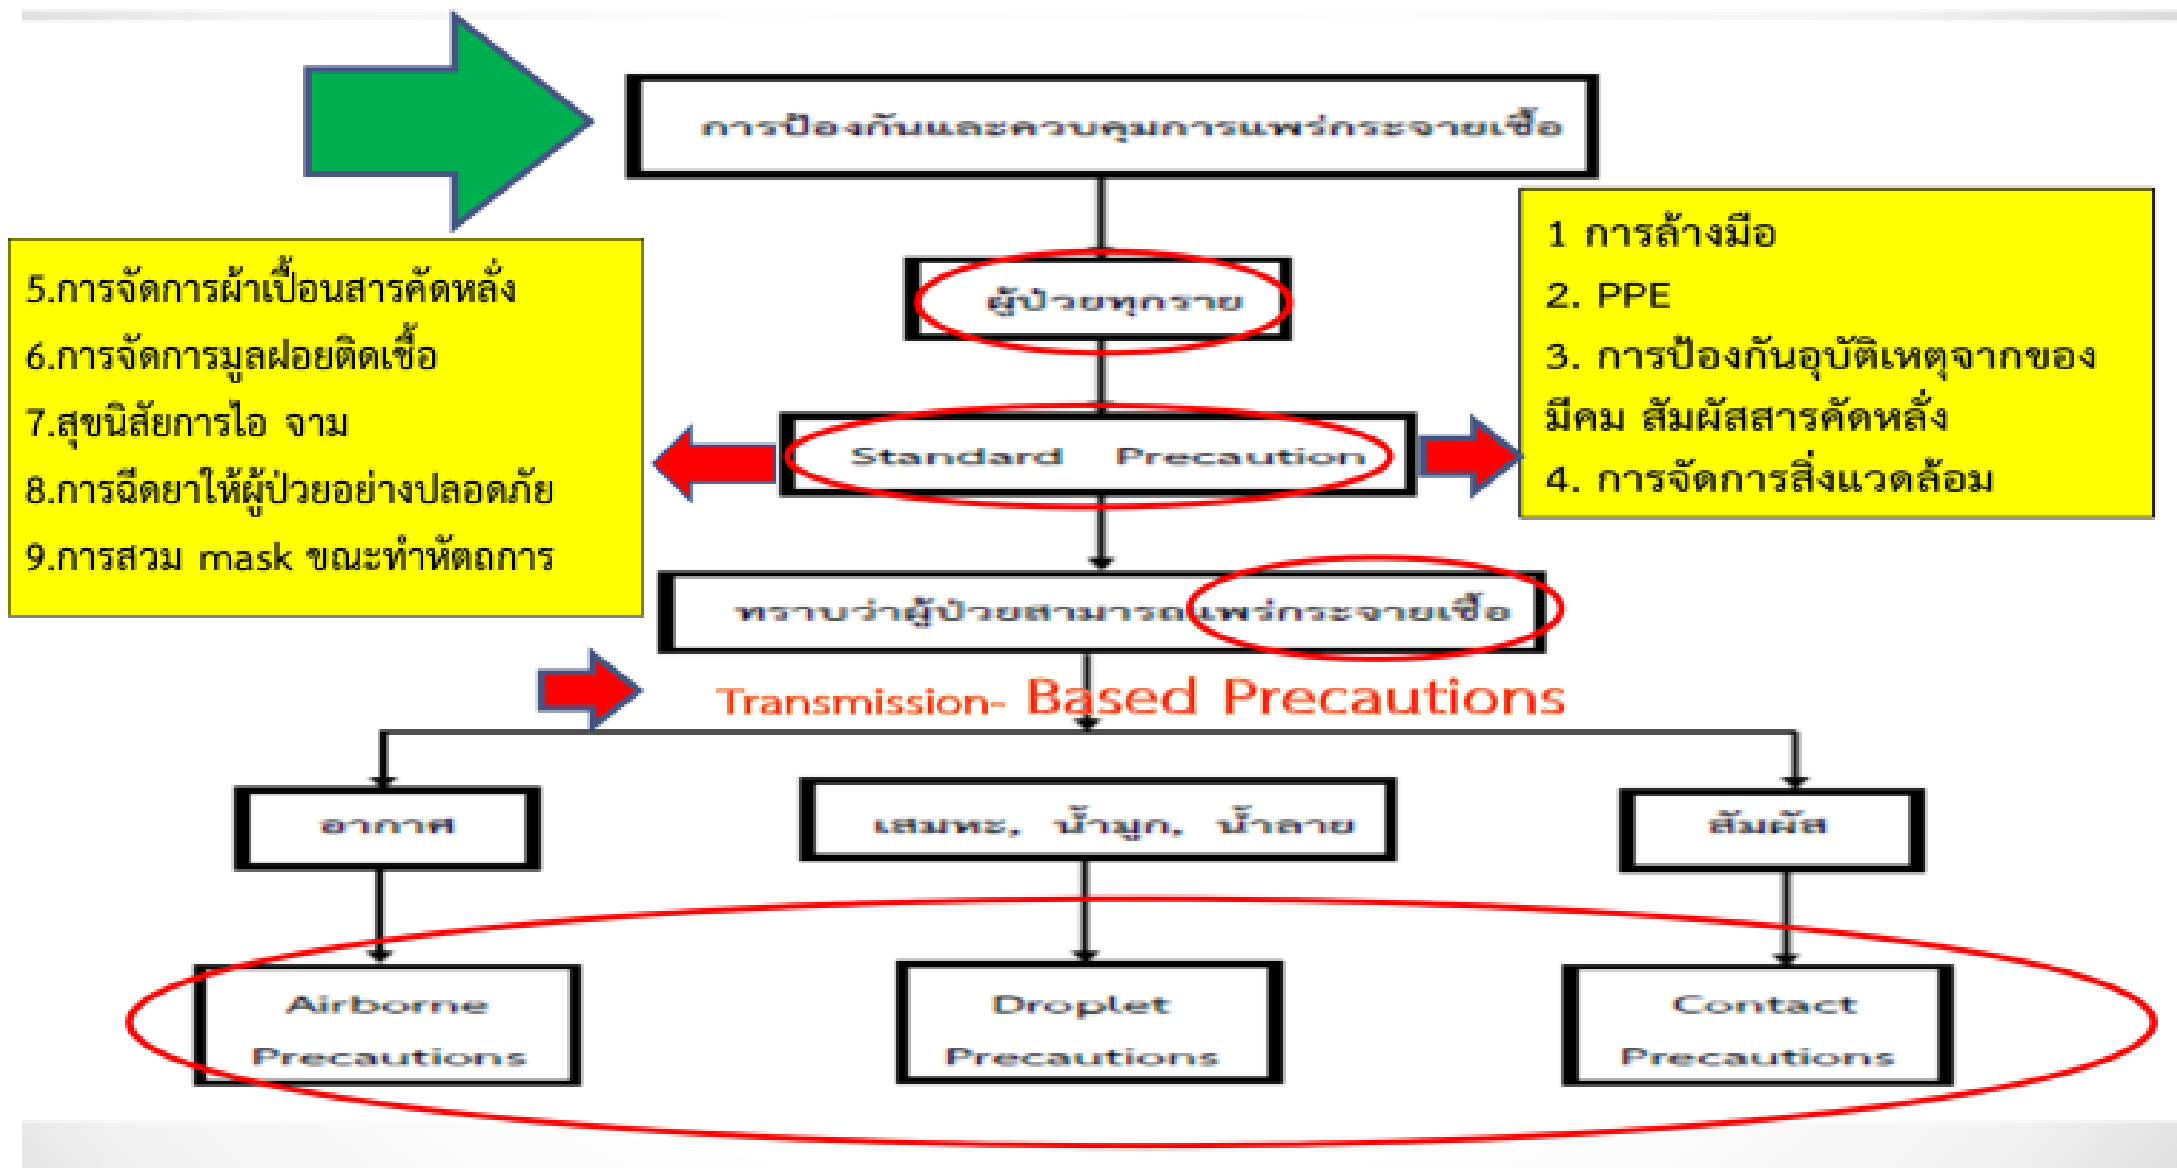 การป้องกันและควบคุมการแพร่กระจายเชื้อ
ผู้ป่วยทุกราย
Standard Precaution
1 การล้างมือ
2. PPE
3. การป้องกันอุบัติเหตุจากของ
มีคม สัมผัสสารคัดหลั่ง
4. การจัดการสิ่งแวดล้อม
5.การจัดการผ้าเปื้อนสารคัดหลั่ง
6.การจัดการมูลฝอยติดเชื้อ
7.สุขนิสัยการไอ จาม
8.การฉีดยาให้ผู้ป่วยอย่างปลอดภัย
9.การสวม mask ขณะทำหัตถการ
ทราบว่าผู้ป่วยสามารถแพร่กระจายเชื้อ
Transmission- Based Precautions
อากาศ
เสมหะ, น้ำมูก, น้ำลาย
สัมผัส
Airborne
Precautions
Droplet
Precautions
Contact
Precautions